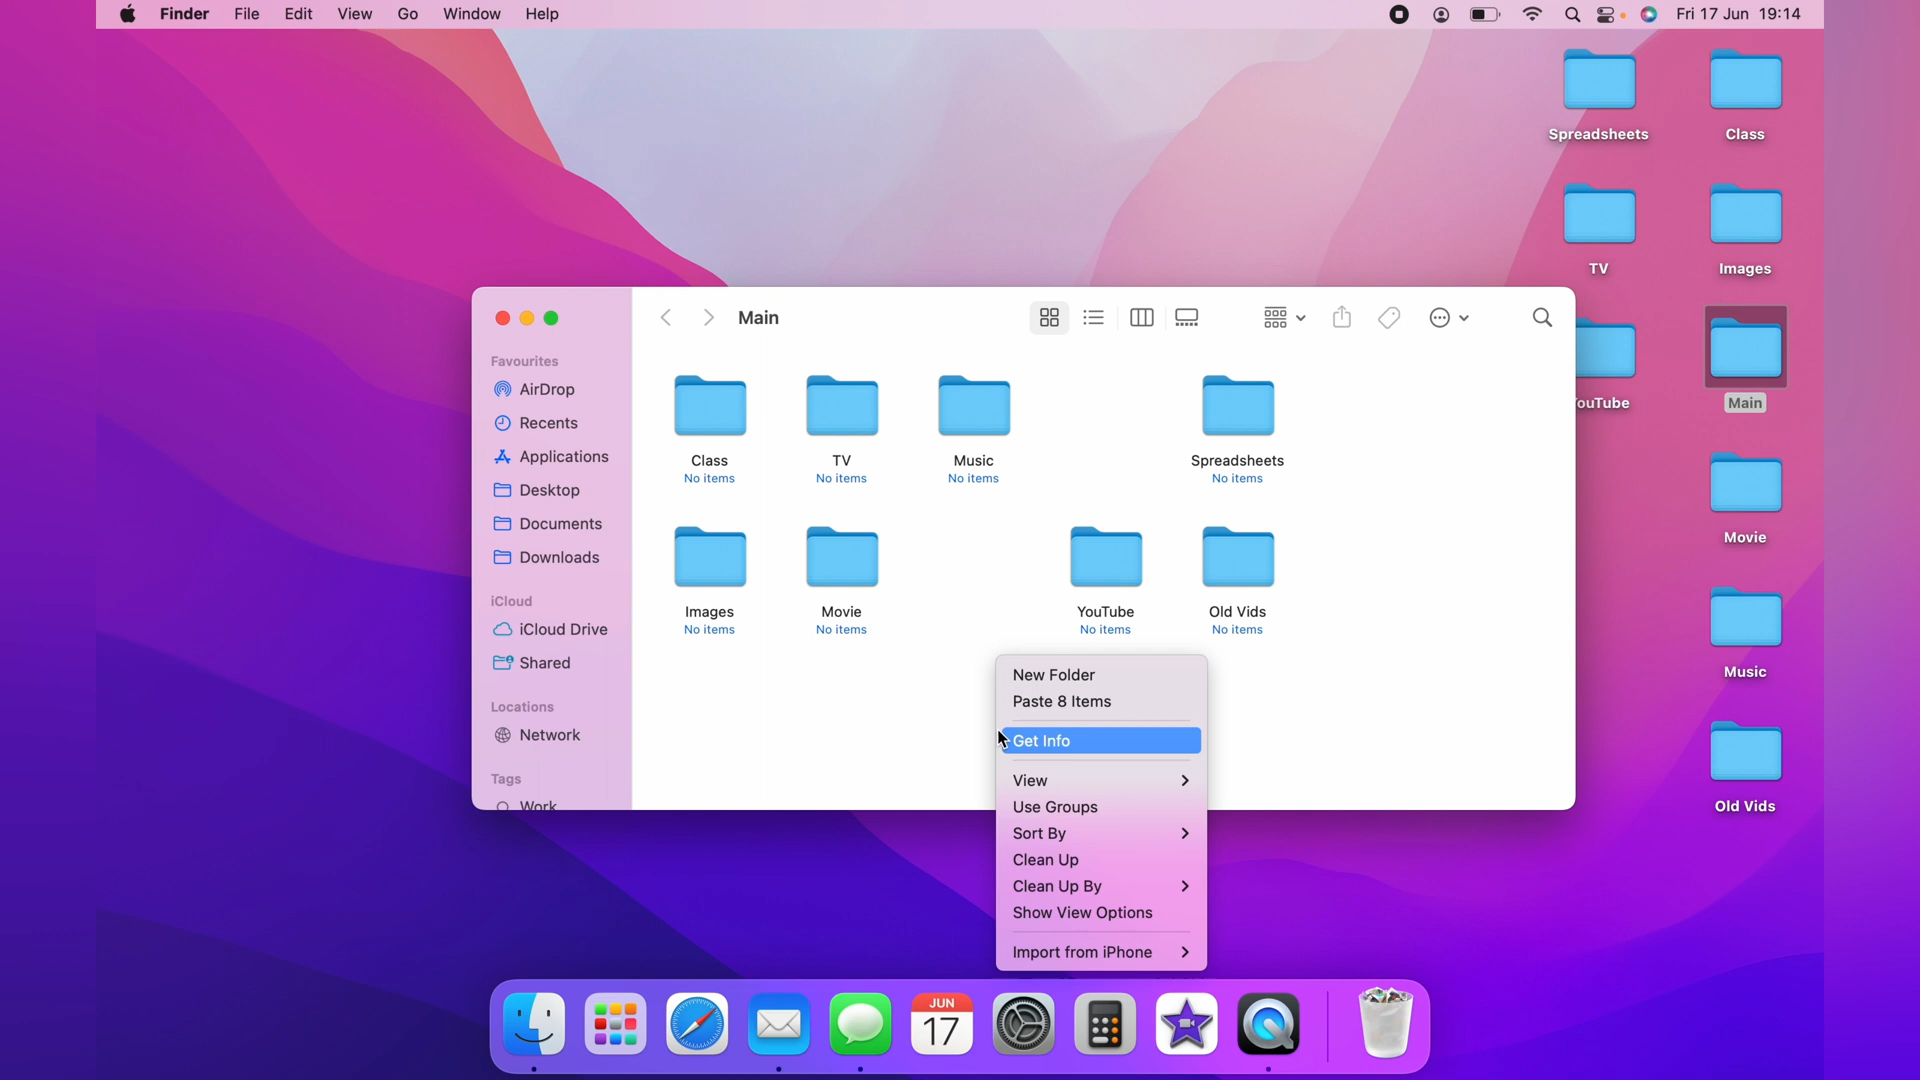 Finder File Edit View Go Window Help Fri 17 Jun 19:14
Spreadsheets Class
TV Images
YouTube Main
Movie
Music
Old Vids
Main
Favourites
AirDrop
Recents
Applications
Desktop
Documents
Downloads
iCloud
iCloud Drive
Shared
Locations
Network
Tags
Work
Class TV Music Spreadsheets
No items No items No items No items
Images Movie YouTube Old Vids
No items No items No items No items
New Folder
Paste 8 Items
Get Info
View
Use Groups
Sort By
Clean Up
Clean Up By
Show View Options
Import from iPhone
JUN
17